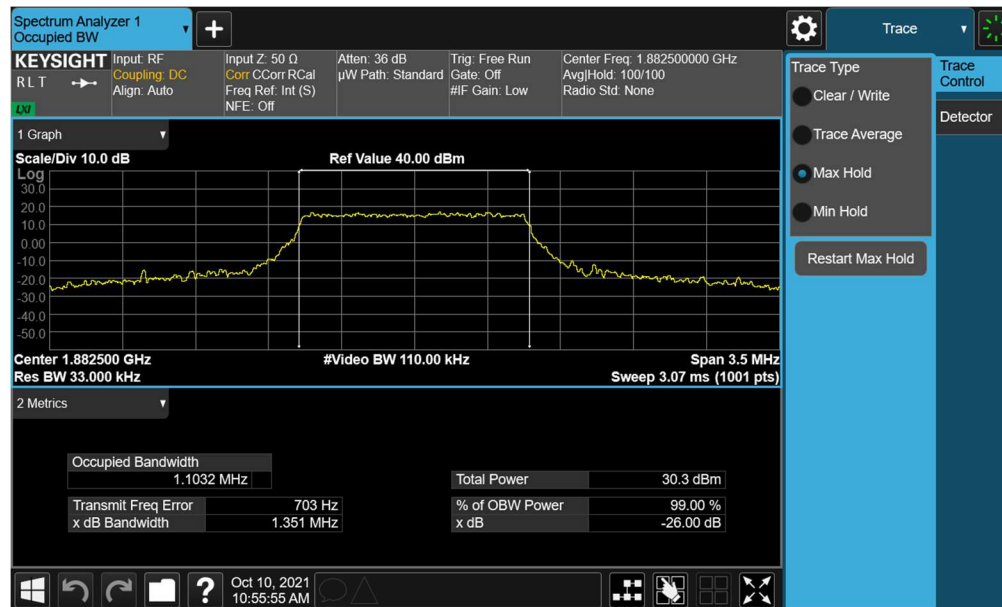 Spectrum Analyzer 1
Occupied BW
Trace
KEYSIGHT
RLT
LXI
Input: RF
Coupling: DC
Align: Auto
Input Z: 50 Ω
Corr CCorr RCal
Freq Ref: Int (S)
NFE: Off
Atten: 36 dB
µW Path: Standard
Trig: Free Run
Gate: Off
#IF Gain: Low
Center Freq: 1.882500000 GHz
Avg|Hold: 100/100
Radio Std: None
1 Graph
Scale/Div 10.0 dB
Ref Value 40.00 dBm
Log
30.0
20.0
10.0
0.00
-10.0
-20.0
-30.0
-40.0
-50.0
Center 1.882500 GHz
#Video BW 110.00 kHz
Span 3.5 MHz
Res BW 33.000 kHz
Sweep 3.07 ms (1001 pts)
2 Metrics
Occupied Bandwidth
1.1032 MHz
Total Power 30.3 dBm
Transmit Freq Error 703 Hz
% of OBW Power 99.00 %
x dB Bandwidth 1.351 MHz
x dB -26.00 dB
Trace Type
Clear / Write
Trace Average
Max Hold
Min Hold
Restart Max Hold
Trace
Control
Detector
?
Oct 10, 2021
10:55:55 AM